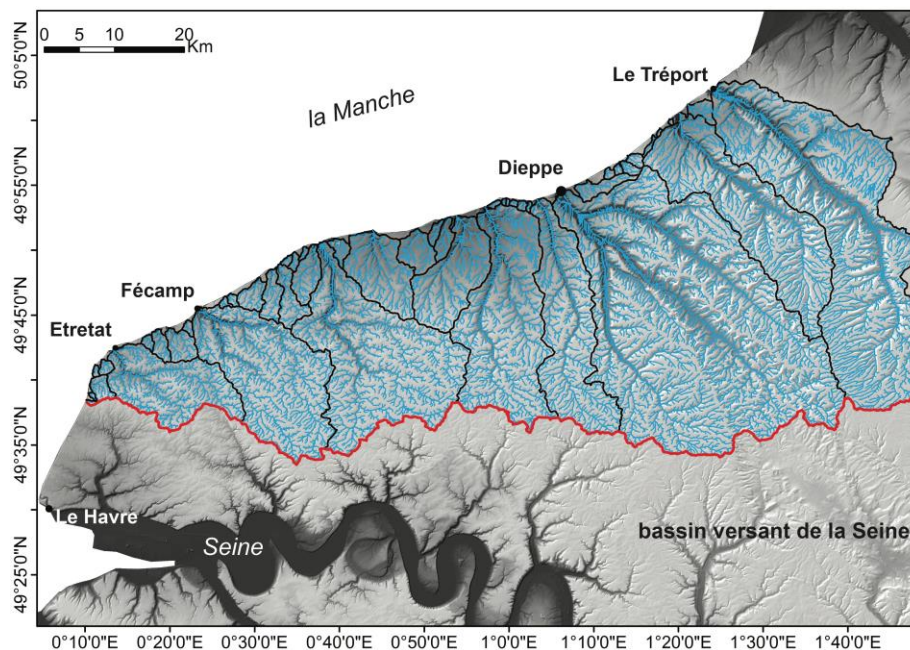 0 5 10 20
Km
50°5'0"N
49°55'0"N
49°45'0"N
49°35'0"N
49°25'0"N
Le Tréport
la Manche
Dieppe
Fécamp
Etretat
Le Havre
Seine
bassin versant de la Seine
0°10'0"E 0°20'0"E 0°30'0"E 0°40'0"E 0°50'0"E 1°00'0"E 1°10'0"E 1°20'0"E 1°30'0"E 1°40'0"E